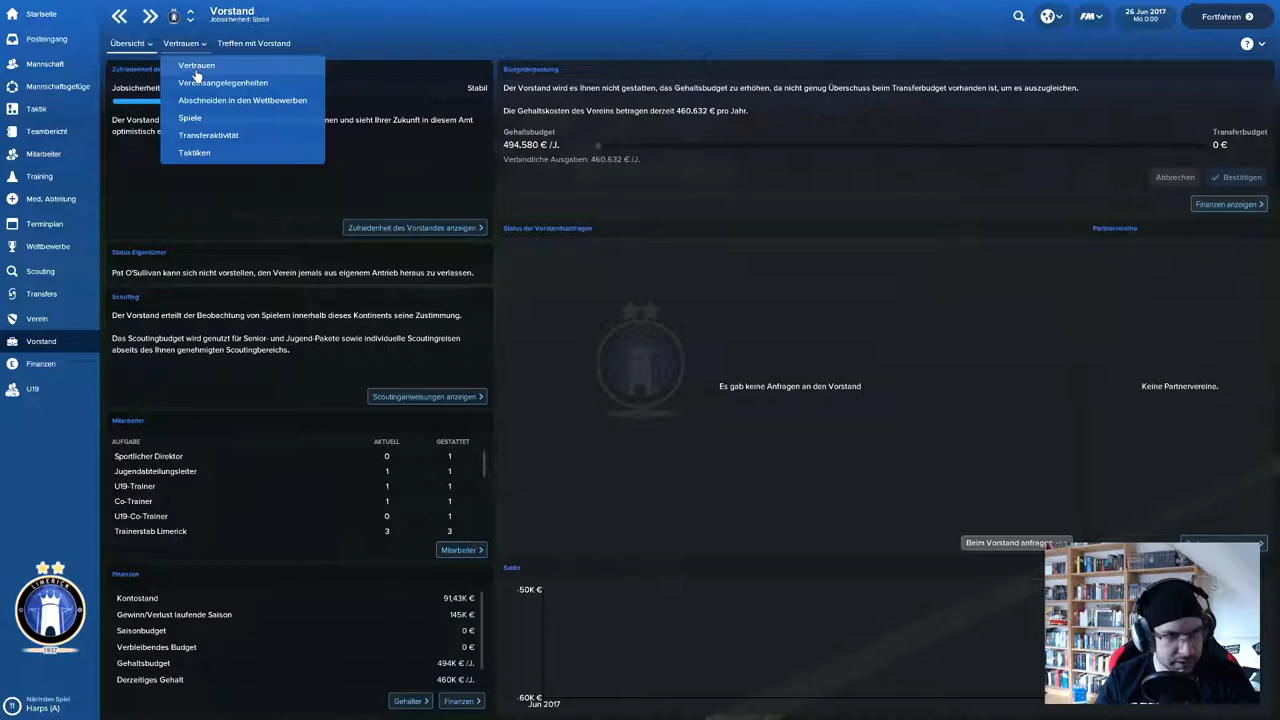 Startseite
Posteingang
Mannschaft
Mannschaftsgefüge
Taktik
Teambericht
Mitarbeiter
Training
Med. Abteilung
Terminplan
Wettbewerbe
Scouting
Transfers
Verein
Vorstand
Finanzen
U19
LIMERICK
1937
11
Nächstes Spiel
Harps (A)
Vorstand
Jobsicherheit: Stabil
FM
26 Jun 2017
Mo 0:00
Fortfahren
Übersicht
Vertrauen
Treffen mit Vorstand
?
Vertrauen
Vereinsangelegenheiten
Abschneiden in den Wettbewerben
Spiele
Transferaktivität
Taktiken
Zufriedenheit de
Jobsicherheit
Stabil
Der Vorstand nen und sieht Ihrer Zukunft in diesem Amt
optimistisch e
Zufriedenheit des Vorstandes anzeigen
Status Eigentümer
Pat O'Sullivan kann sich nicht vorstellen, den Verein jemals aus eigenem Antrieb heraus zu verlassen.
Scouting
Der Vorstand erteilt der Beobachtung von Spielern innerhalb dieses Kontinents seine Zustimmung.
Das Scoutingbudget wird genutzt für Senior- und Jugend-Pakete sowie individuelle Scoutingreisen
abseits des Ihnen genehmigten Scoutingbereichs.
Scoutinganweisungen anzeigen
Mitarbeiter
AUFGABE AKTUELL GESTATTET
Sportlicher Direktor 0 1
Jugendabteilungsleiter 1 1
U19-Trainer 1 1
Co-Trainer 1 1
U19-Co-Trainer 0 1
Trainerstab Limerick 3 3
Mitarbeiter
Finanzen
Kontostand 91,43K €
Gewinn/Verlust laufende Saison 145K €
Saisonbudget 0 €
Verbleibendes Budget 0 €
Gehaltsbudget 494K €
Derzeitiges Gehalt 460K € /J.
Gehälter Finanzen
Budgetanpassung
Der Vorstand wird es Ihnen nicht gestatten, das Gehaltsbudget zu erhöhen, da nicht genug Überschuss beim Transferbudget vorhanden ist, um es auszugleichen.
Die Gehaltskosten des Vereins betragen derzeit 460.632 € pro Jahr.
Gehaltsbudget Transferbudget
494.580 € /J. 0 €
Verbindliche Ausgaben: 460.632 € /J.
Abbrechen Bestätigen
Finanzen anzeigen
Status der Vorstandsanfragen Partnervereine
Es gab keine Anfragen an den Vorstand Keine Partnervereine.
Beim Vorstand anfragen
Saldo
-50K €
-60K €
Jun 2017